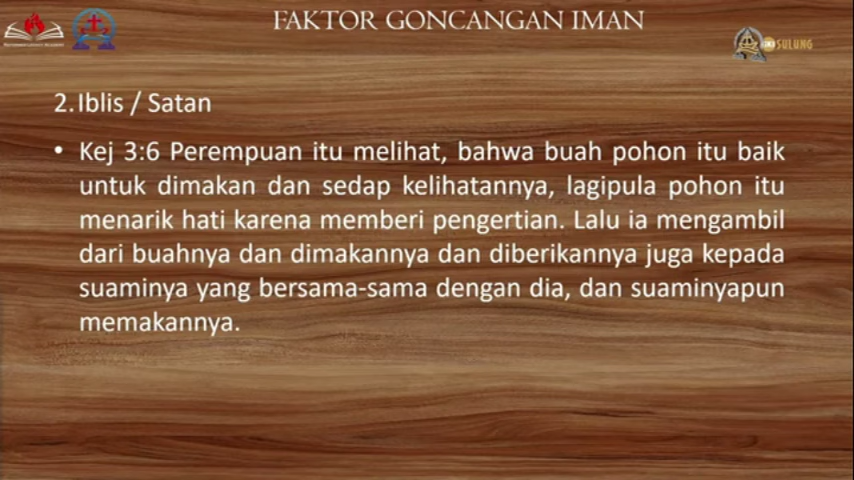 FAKTOR GONCANGAN IMAN
SULUNG
2. Iblis / Satan
• Kej 3:6 Perempuan itu melihat, bahwa buah pohon itu baik
untuk dimakan dan sedap kelihatannya, lagipula pohon itu
menarik hati karena memberi pengertian. Lalu ia mengambil
dari buahnya dan dimakannya dan diberikannya juga kepada
suaminya yang bersama-sama dengan dia, dan suaminyapun
memakannya.